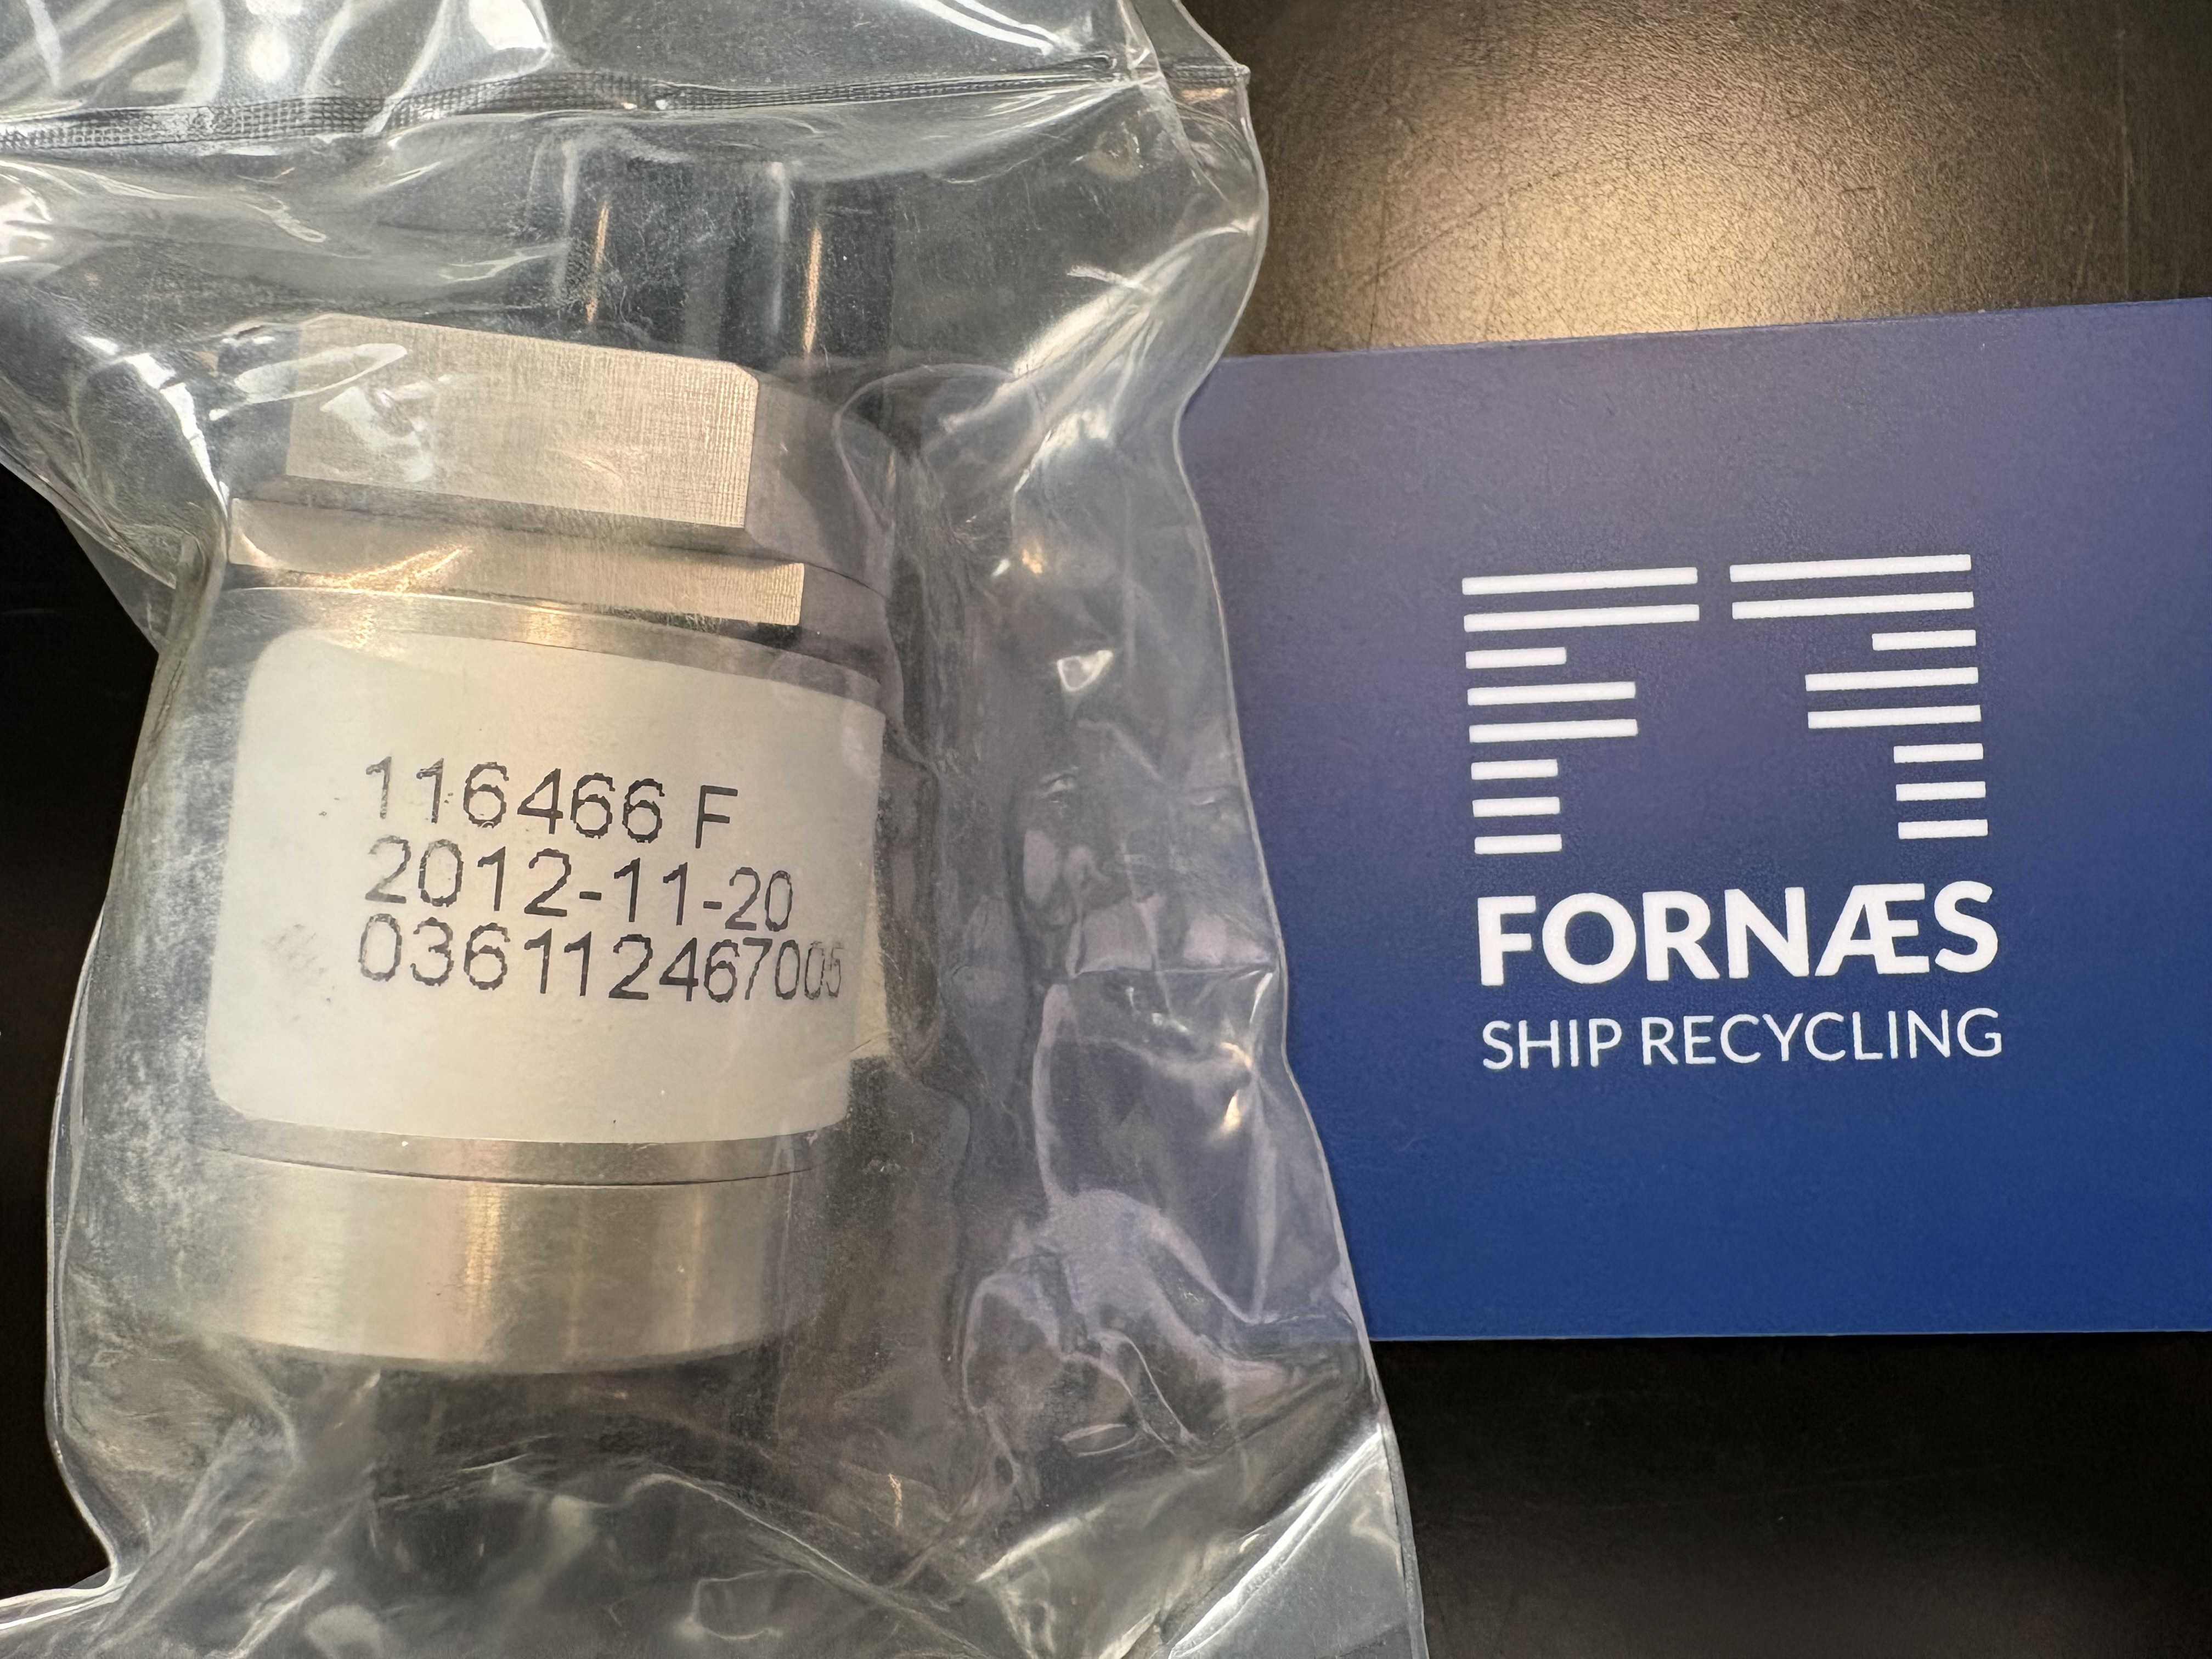 116466 F
2012-11-20
036112467005
FORNÆS
SHIP RECYCLING